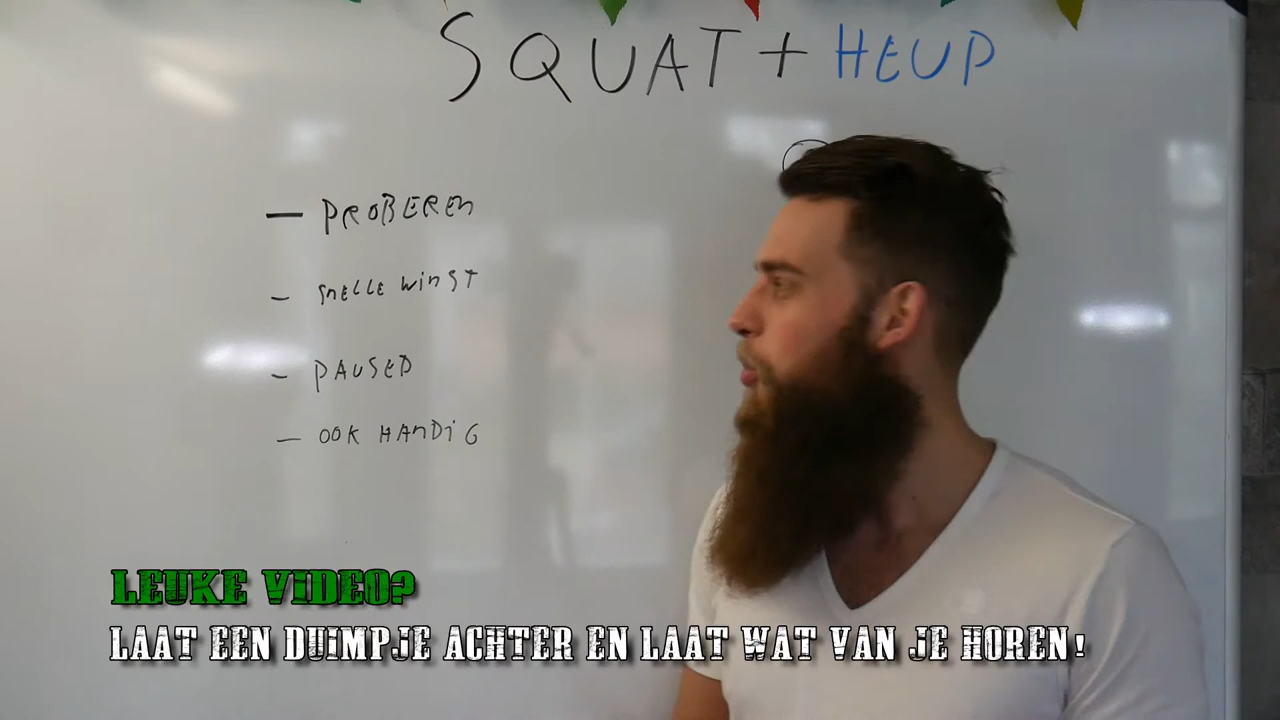 SQUAT + HEUP
– PROBEREN
– SNELLE WINST
– PAUSED
– OOK HANDIG
LEUKE VIDEO?
LAAT EEN DUIMPJE ACHTER EN LAAT WAT VAN JE HOREN!